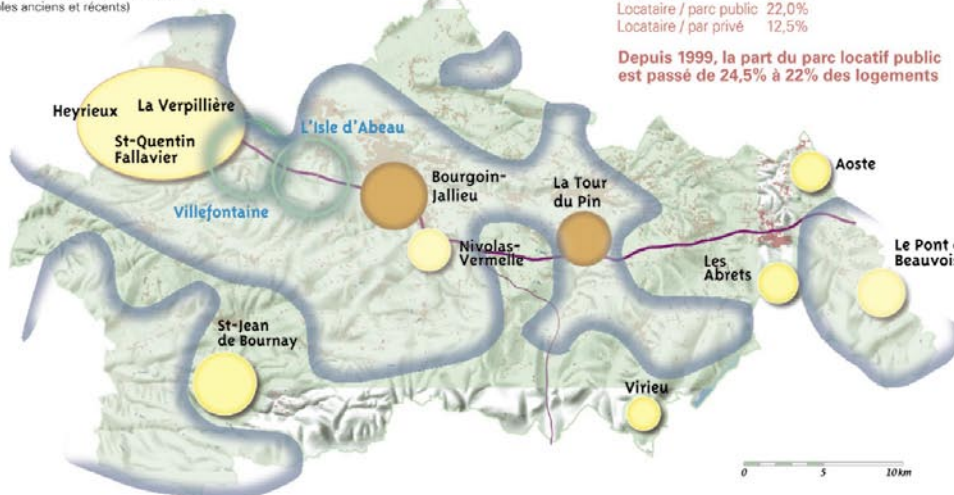 les anciens et récents)
Locataire / parc public 22,0%
Locataire / par privé 12,5%
Depuis 1999, la part du parc locatif public
est passé de 24,5% à 22% des logements
Heyrieux
La Verpillière
St-Quentin
Fallavier
L'Isle d'Abeau
Villefontaine
Bourgoin-
Jallieu
La Tour
du Pin
Aoste
Nivolas-
Vermelle
Les
Abrets
Le Pont
Beauvois
St-Jean
de Bournay
Virieu
0 5 10km